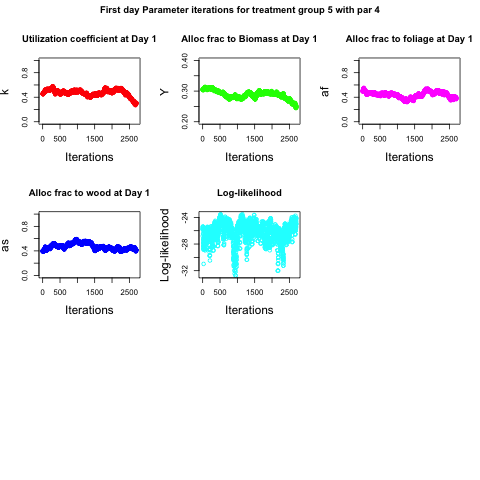 First day Parameter iterations for treatment group 5 with par 4
Utilization coefficient at Day 1
k
0.0 0.4 0.8
0 500 1500 2500
Iterations
Alloc frac to Biomass at Day 1
Y
0.20 0.30 0.40
0 500 1500 2500
Iterations
Alloc frac to foliage at Day 1
af
0.0 0.4 0.8
0 500 1500 2500
Iterations
Alloc frac to wood at Day 1
as
0.0 0.4 0.8
0 500 1500 2500
Iterations
Log-likelihood
Log-likelihood
-32 -28 -24
0 500 1500 2500
Iterations